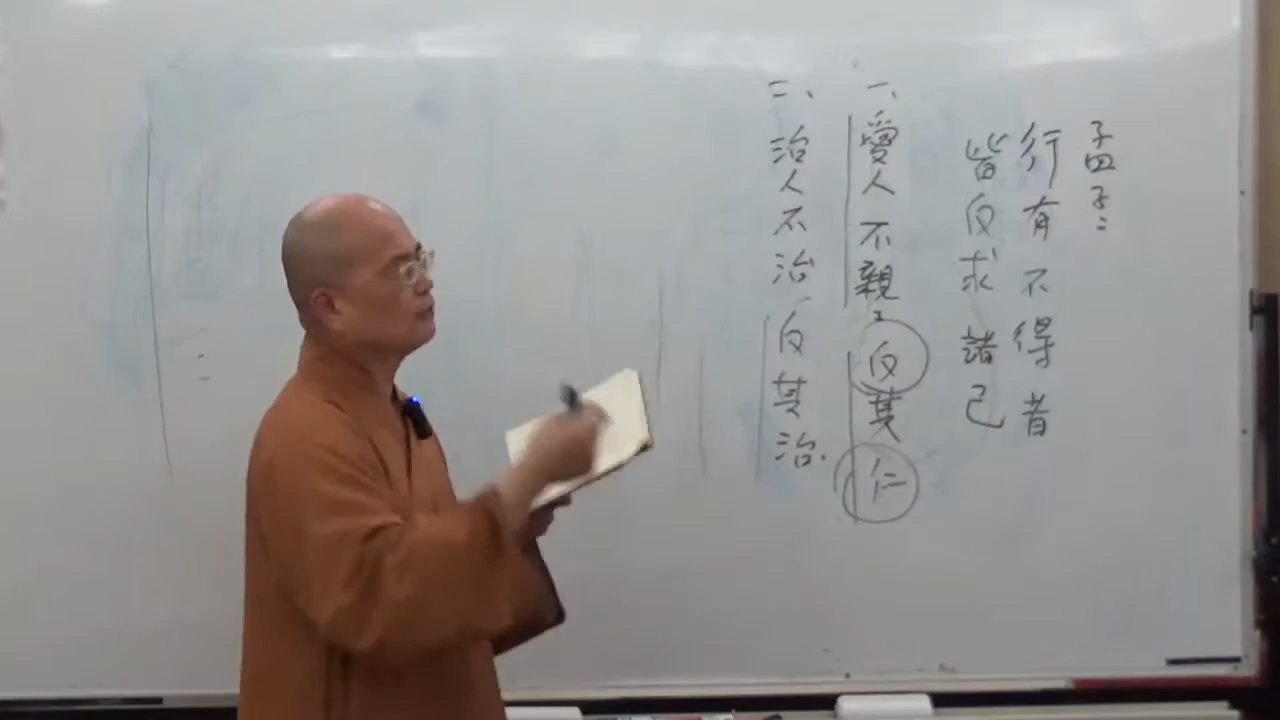 孟子:
行有不得者
皆反求諸己
一、愛人不親,反其仁
二、治人不治,反其治.